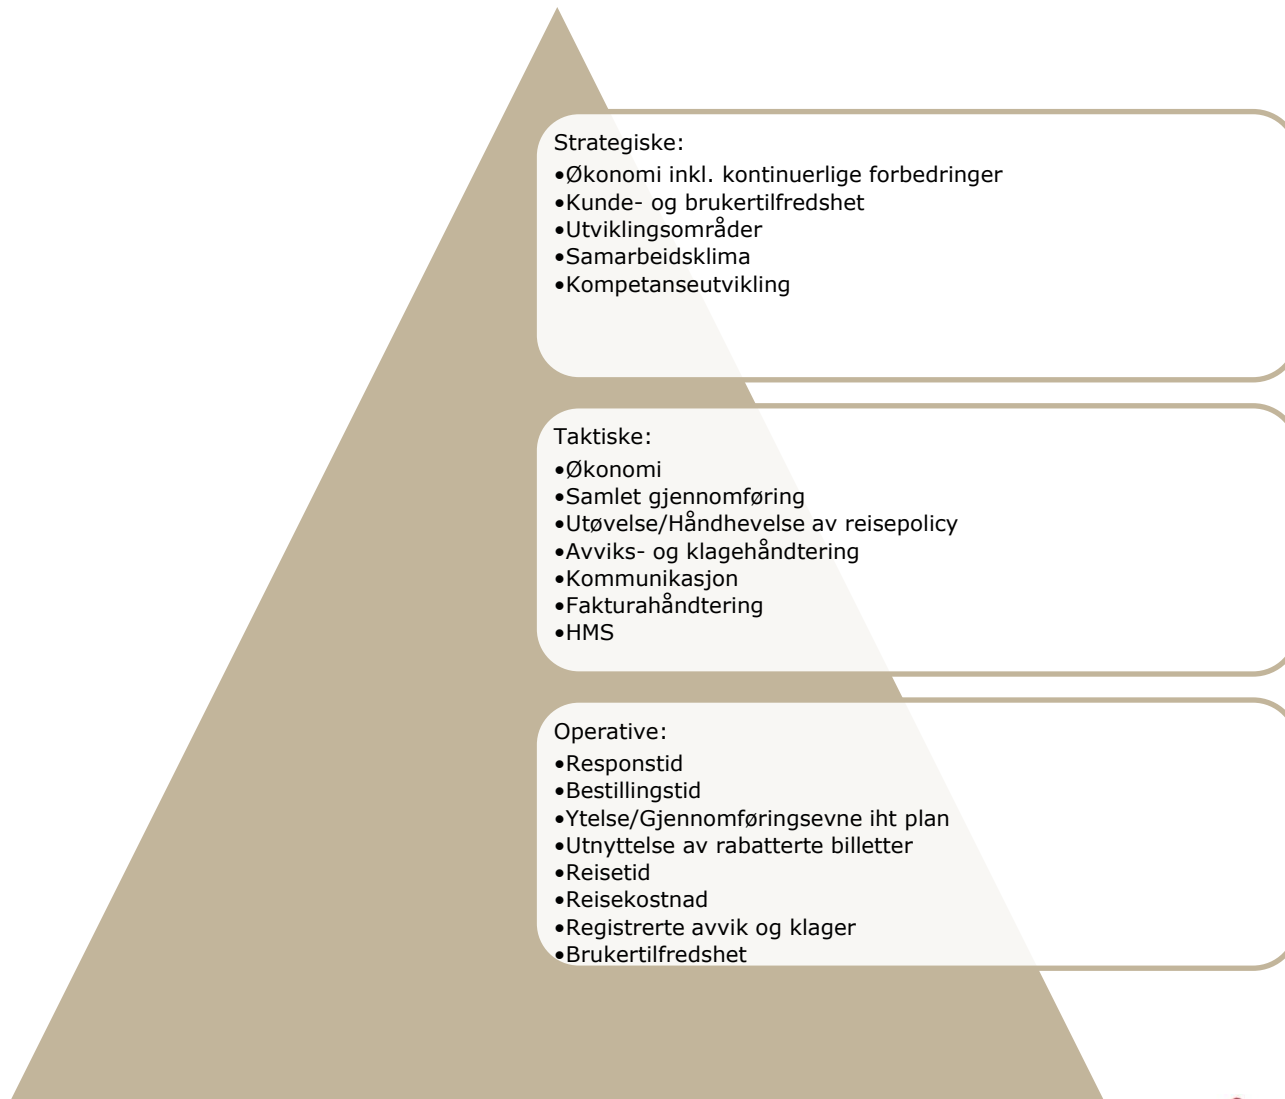 Strategiske:
•Økonomi inkl. kontinuerlige forbedringer
•Kunde- og brukertilfredshet
•Utviklingsområder
•Samarbeidsklima
•Kompetanseutvikling
Taktiske:
•Økonomi
•Samlet gjennomføring
•Utøvelse/Håndhevelse av reisepolicy
•Avviks- og klagehåndtering
•Kommunikasjon
•Fakturahåndtering
•HMS
Operative:
•Responstid
•Bestillingstid
•Ytelse/Gjennomføringsevne iht plan
•Utnyttelse av rabatterte billetter
•Reisetid
•Reisekostnad
•Registrerte avvik og klager
•Brukertilfredshet